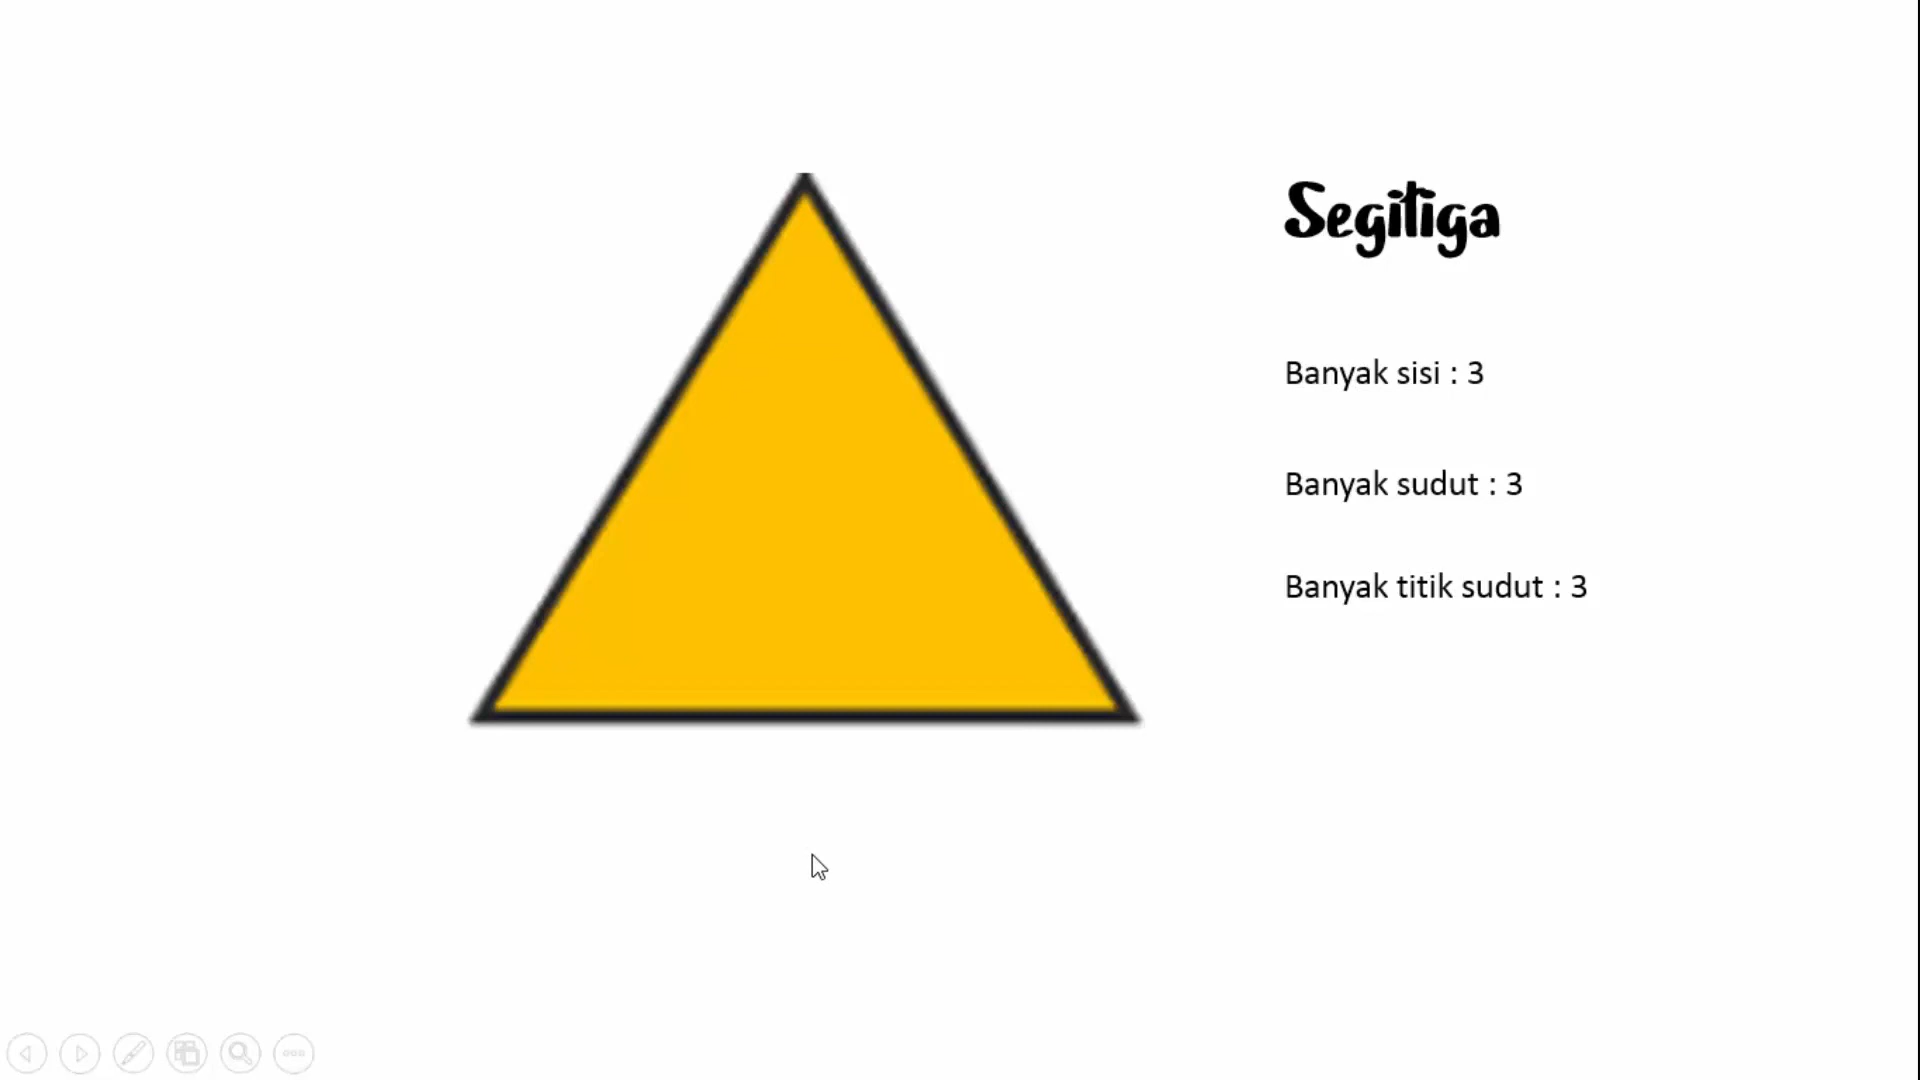 Segitiga
Banyak sisi : 3
Banyak sudut : 3
Banyak titik sudut : 3